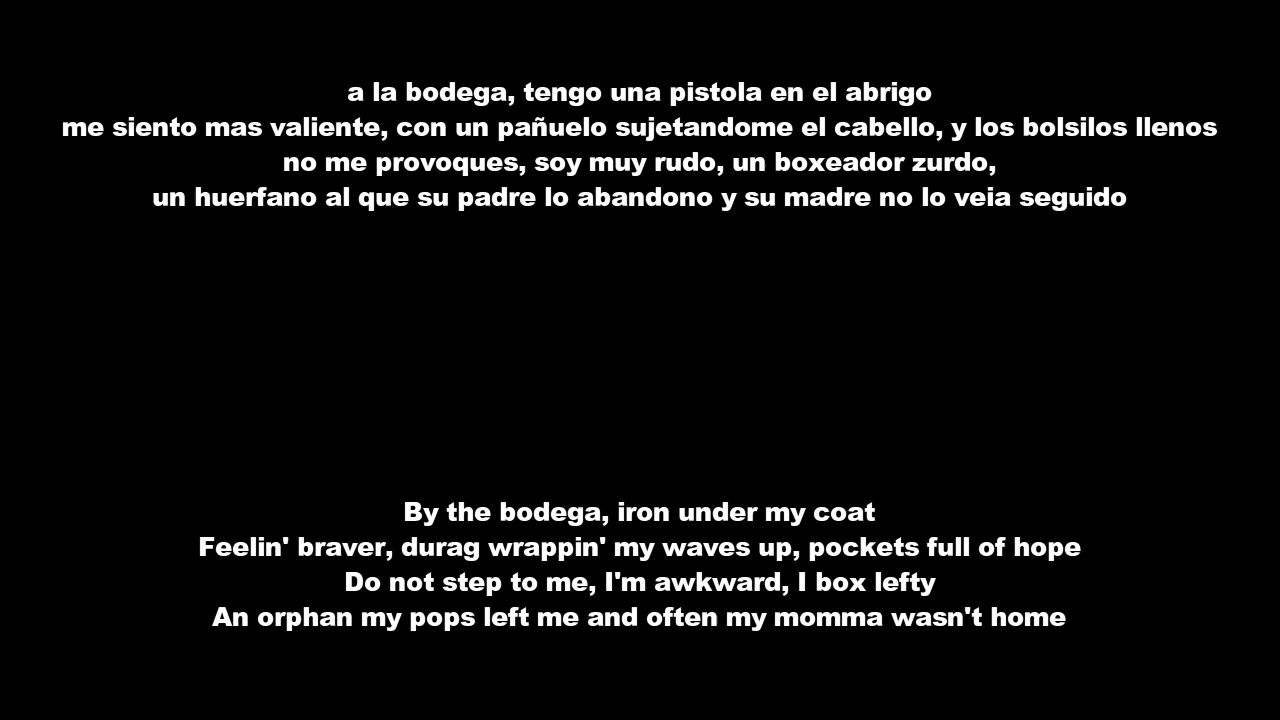 a la bodega, tengo una pistola en el abrigo
me siento mas valiente, con un pañuelo sujetandome el cabello, y los bolsilos llenos
no me provoques, soy muy rudo, un boxeador zurdo,
un huerfano al que su padre lo abandono y su madre no lo veia seguido
By the bodega, iron under my coat
Feelin' braver, durag wrappin' my waves up, pockets full of hope
Do not step to me, I'm awkward, I box lefty
An orphan my pops left me and often my momma wasn't home